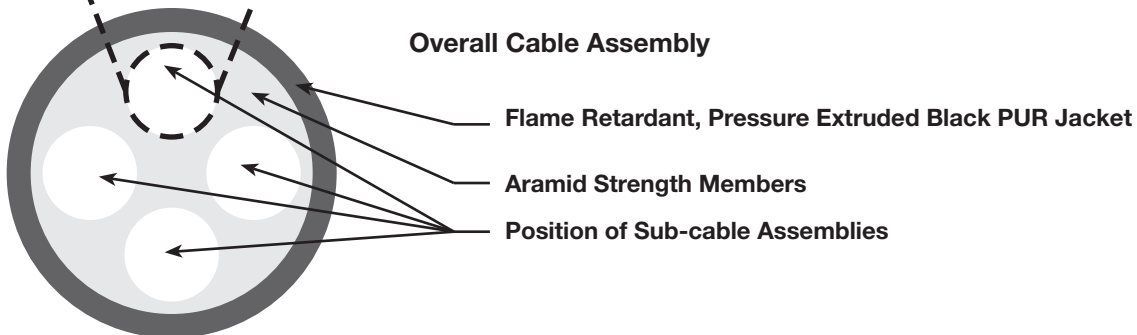 Overall Cable Assembly
Flame Retardant, Pressure Extruded Black PUR Jacket
Aramid Strength Members
Position of Sub-cable Assemblies